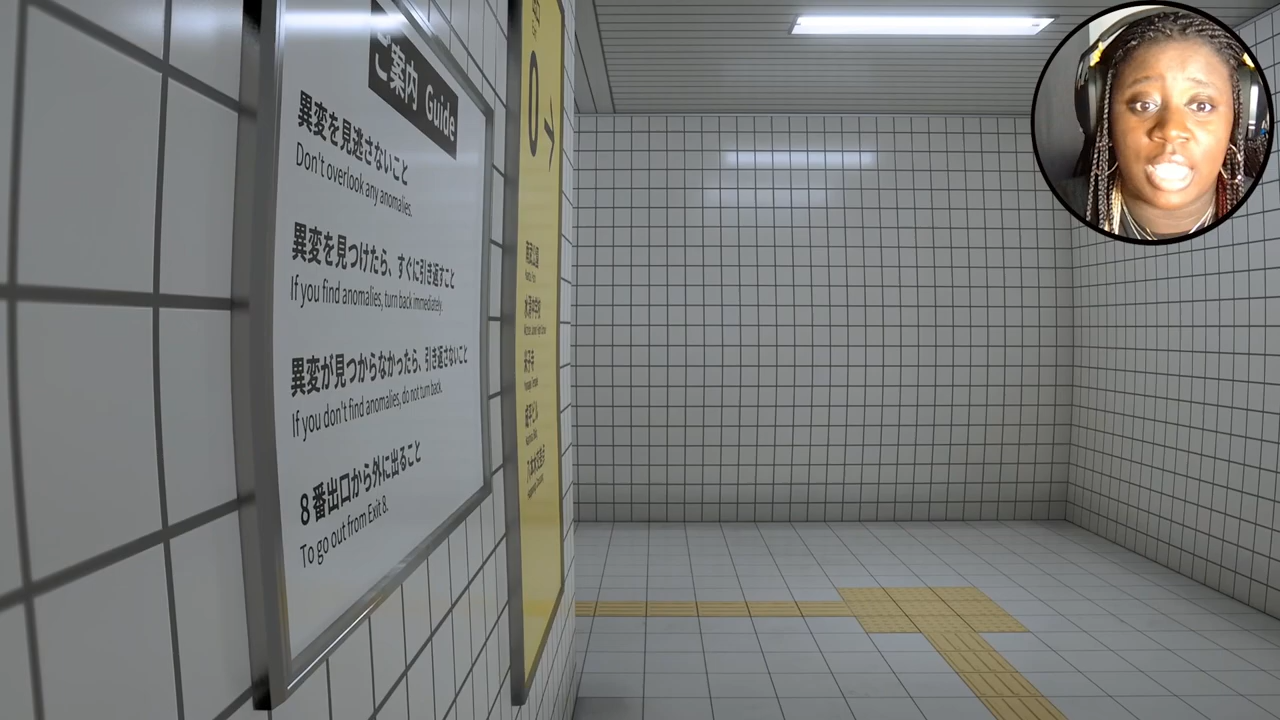 ご案内 Guide
異変を見逃さないこと
Don't overlook any anomalies.
異変を見つけたら、すぐに引き返すこと
If you find anomalies, turn back immediately.
異変が見つからなかったら、引き返さないこと
If you don't find anomalies, do not turn back.
8番出口から外に出ること
To go out from Exit 8.
0